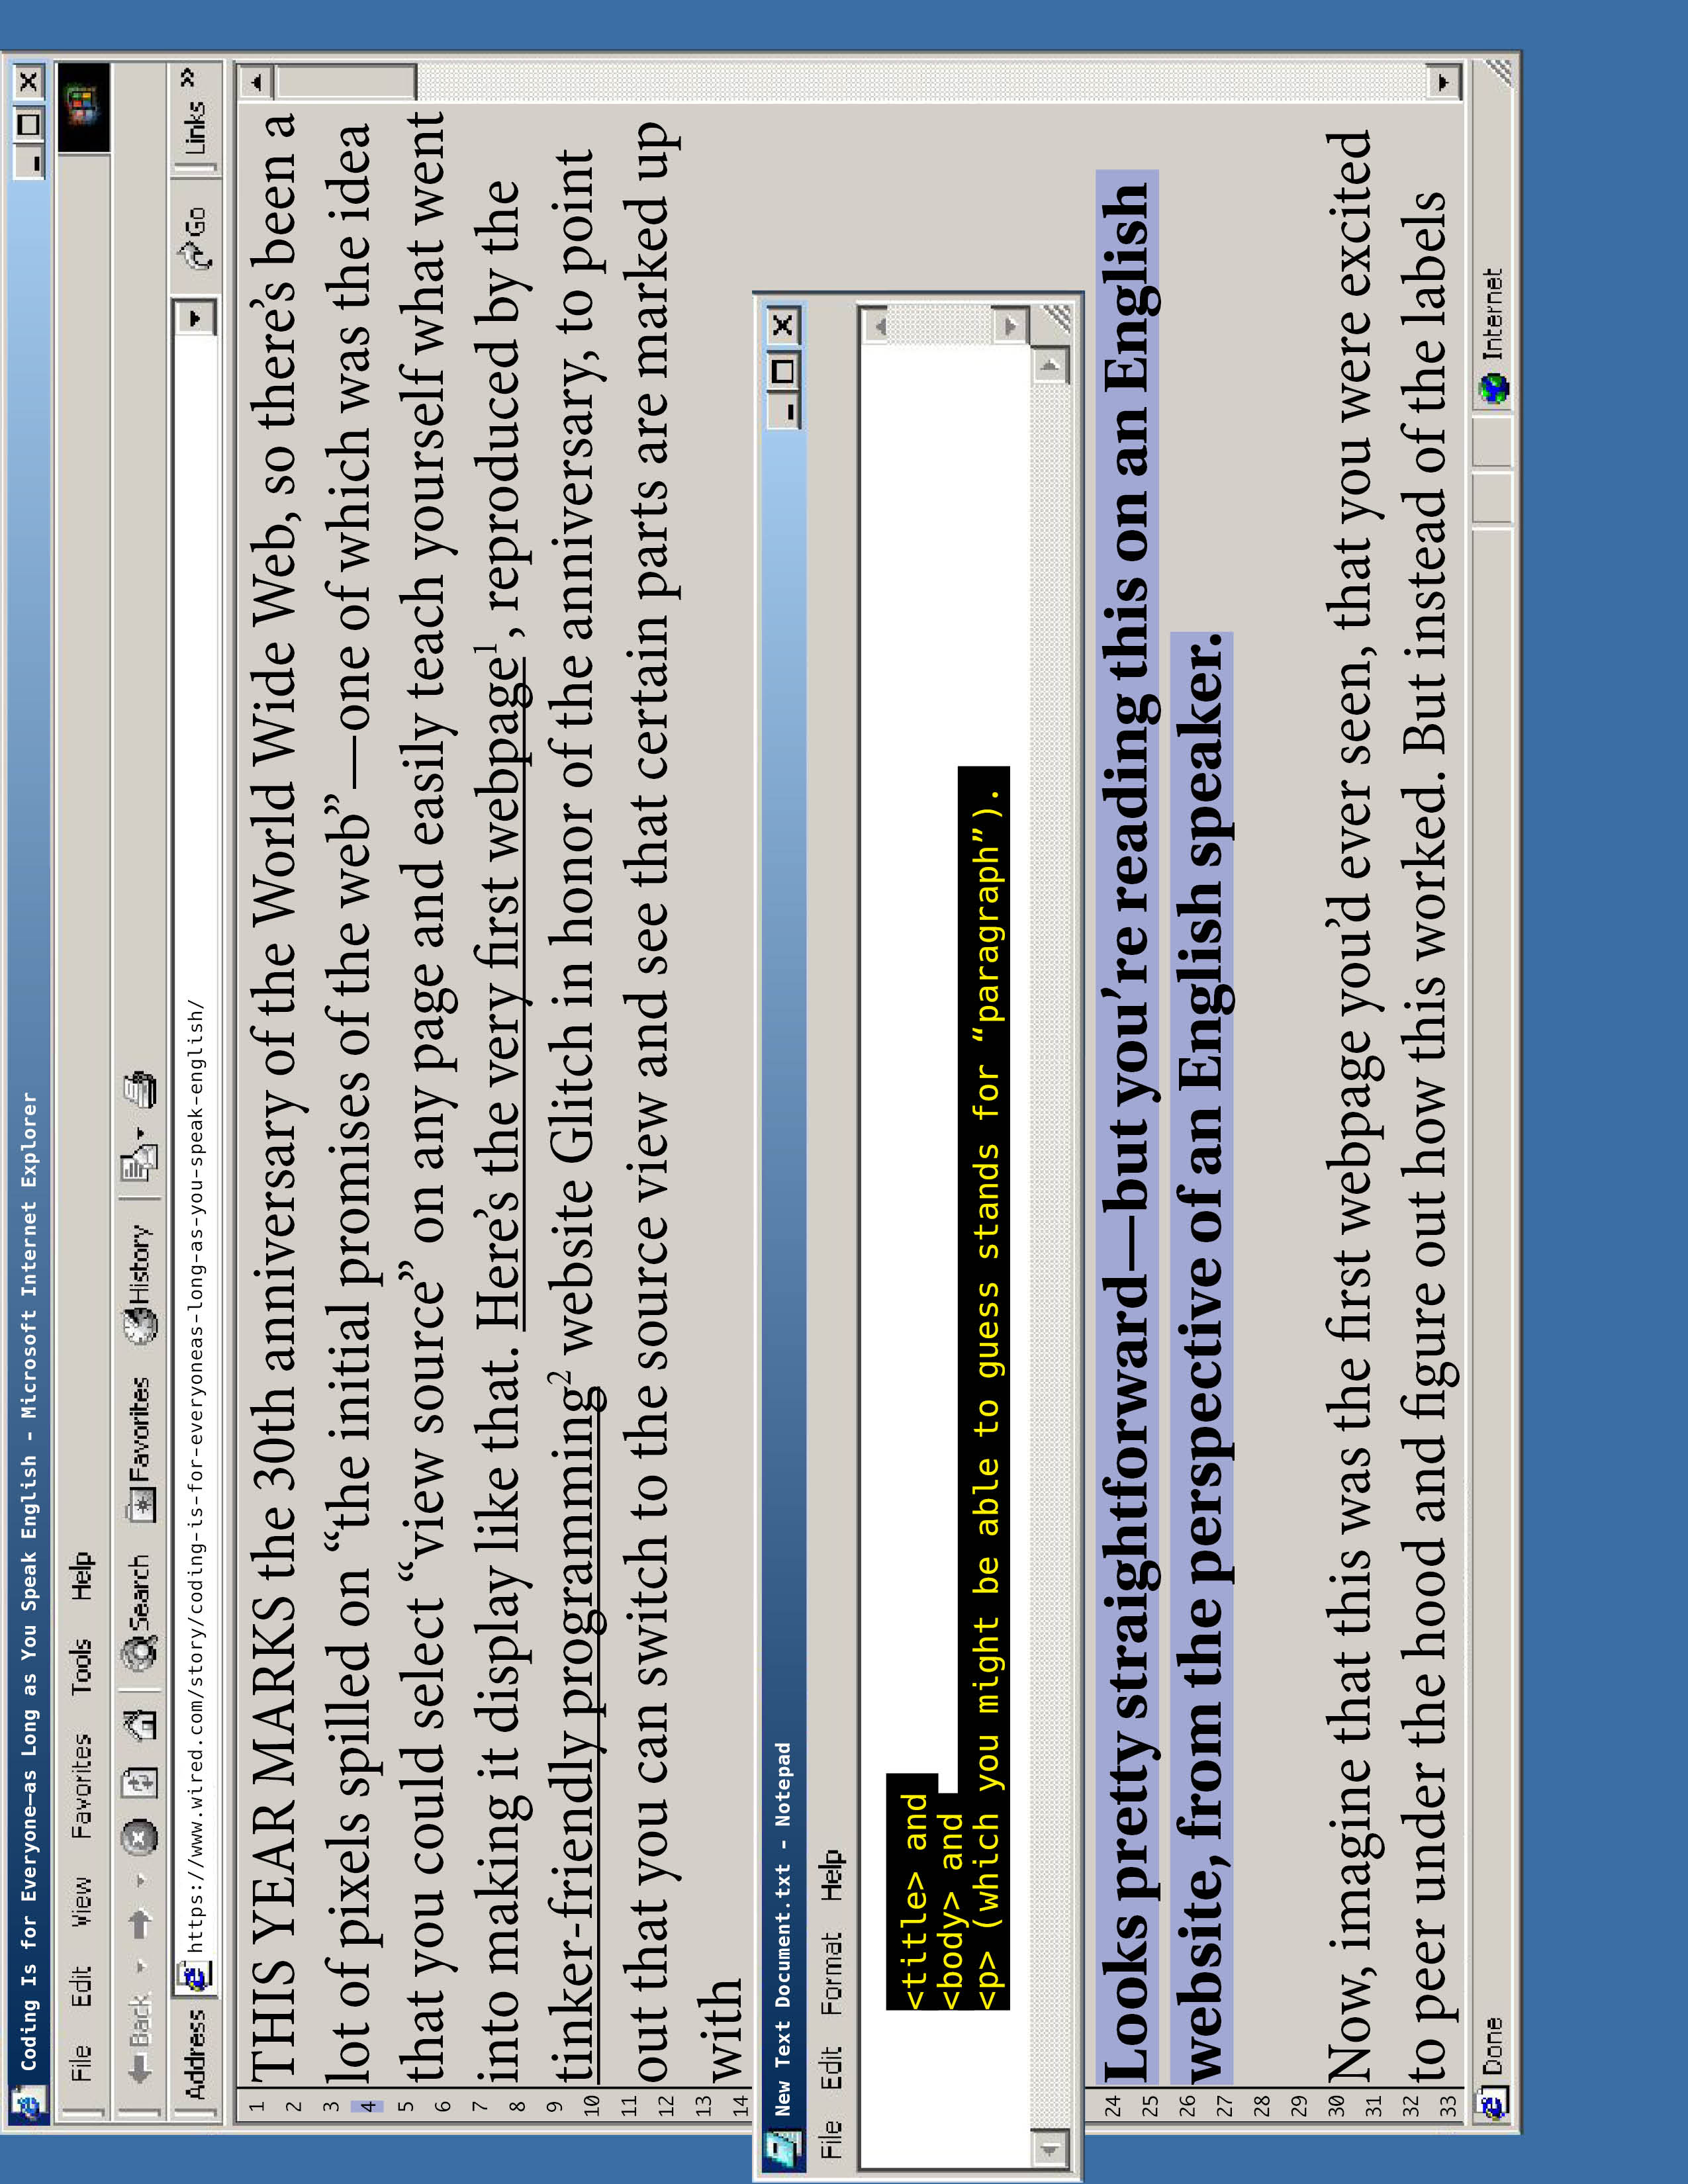 Coding Is for Everyone—as Long as You Speak English - Microsoft Internet Explorer
File Edit View Favorites Tools Help
Back Search Favorites History
Address https://www.wired.com/story/coding-is-for-everyoneas-long-as-you-speak-english/ Go Links »
1 THIS YEAR MARKS the 30th anniversary of the World Wide Web, so there’s been a
2
3 lot of pixels spilled on “the initial promises of the web”—one of which was the idea
4
5 that you could select “view source” on any page and easily teach yourself what went
6
7 into making it display like that. Here’s the very first webpage1, reproduced by the
8
9 tinker-friendly programming2 website Glitch in honor of the anniversary, to point
10
11 out that you can switch to the source view and see that certain parts are marked up
12
13 with
14
New Text Document.txt - Notepad
File Edit Format Help
<title> and
<body> and
<p> (which you might be able to guess stands for “paragraph”).
24 Looks pretty straightforward—but you’re reading this on an English
25
26 website, from the perspective of an English speaker.
27
28
29
30 Now, imagine that this was the first webpage you’d ever seen, that you were excited
31
32 to peer under the hood and figure out how this worked. But instead of the labels
33
Done Internet